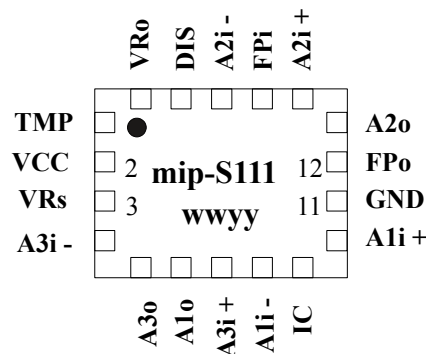 VRo DIS A2i - FPi A2i +
TMP A2o
VCC 2 mip-S111 12 FPo
VRs 3 wwyy 11 GND
A3i - A1i +
A3o A1o A3i + A1i - IC